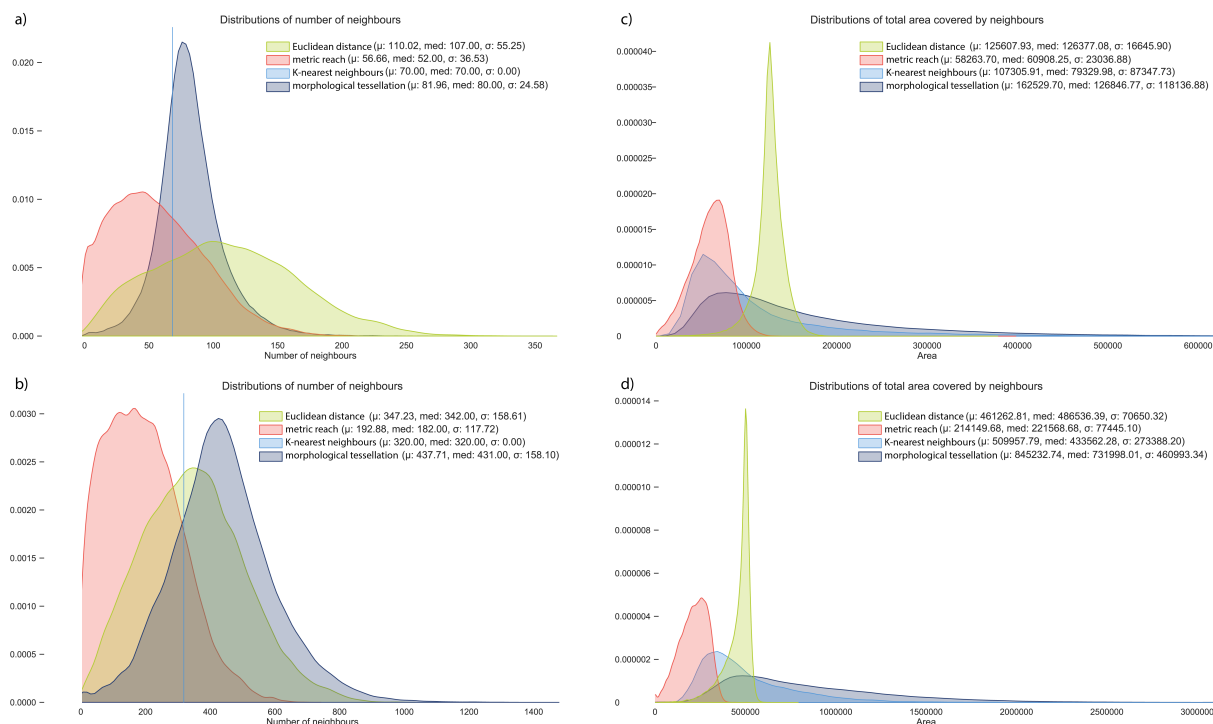 a)
Distributions of number of neighbours
Euclidean distance (μ: 110.02, med: 107.00, σ: 55.25)
metric reach (μ: 56.66, med: 52.00, σ: 36.53)
K-nearest neighbours (μ: 70.00, med: 70.00, σ: 0.00)
morphological tessellation (μ: 81.96, med: 80.00, σ: 24.58)
0.020
0.015
0.010
0.005
0.000
0 50 100 150 200 250 300 350
Number of neighbours
c)
Distributions of total area covered by neighbours
Euclidean distance (μ: 125607.93, med: 126377.08, σ: 16645.90)
metric reach (μ: 58263.70, med: 60908.25, σ: 23036.88)
K-nearest neighbours (μ: 107305.91, med: 79329.98, σ: 87347.73)
morphological tessellation (μ: 162529.70, med: 126846.77, σ: 118136.88)
0.000040
0.000035
0.000030
0.000025
0.000020
0.000015
0.000010
0.000005
0
0 100000 200000 300000 400000 500000 600000
Area
b)
Distributions of number of neighbours
Euclidean distance (μ: 347.23, med: 342.00, σ: 158.61)
metric reach (μ: 192.88, med: 182.00, σ: 117.72)
K-nearest neighbours (μ: 320.00, med: 320.00, σ: 0.00)
morphological tessellation (μ: 437.71, med: 431.00, σ: 158.10)
0.0030
0.0025
0.0020
0.0015
0.0010
0.0005
0.0000
0 200 400 600 800 1000 1200 1400
Number of neighbours
d)
Distributions of total area covered by neighbours
Euclidean distance (μ: 461262.81, med: 486536.39, σ: 70650.32)
metric reach (μ: 214149.68, med: 221568.68, σ: 77445.10)
K-nearest neighbours (μ: 509957.79, med: 433562.28, σ: 273388.20)
morphological tessellation (μ: 845232.74, med: 731998.01, σ: 460993.34)
0.000014
0.000012
0.000010
0.000008
0.000006
0.000004
0.000002
0
0 500000 1000000 1500000 2000000 2500000 3000000
Area